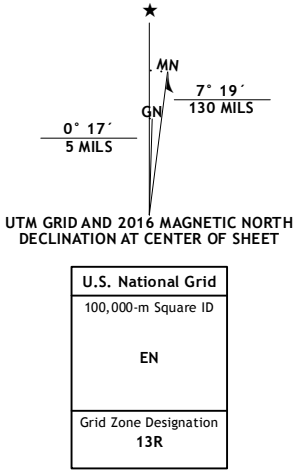 ★
MN
7° 19´
130 MILS
GN
0° 17´
5 MILS
UTM GRID AND 2016 MAGNETIC NORTH
DECLINATION AT CENTER OF SHEET
U.S. National Grid
100,000-m Square ID
EN
Grid Zone Designation
13R